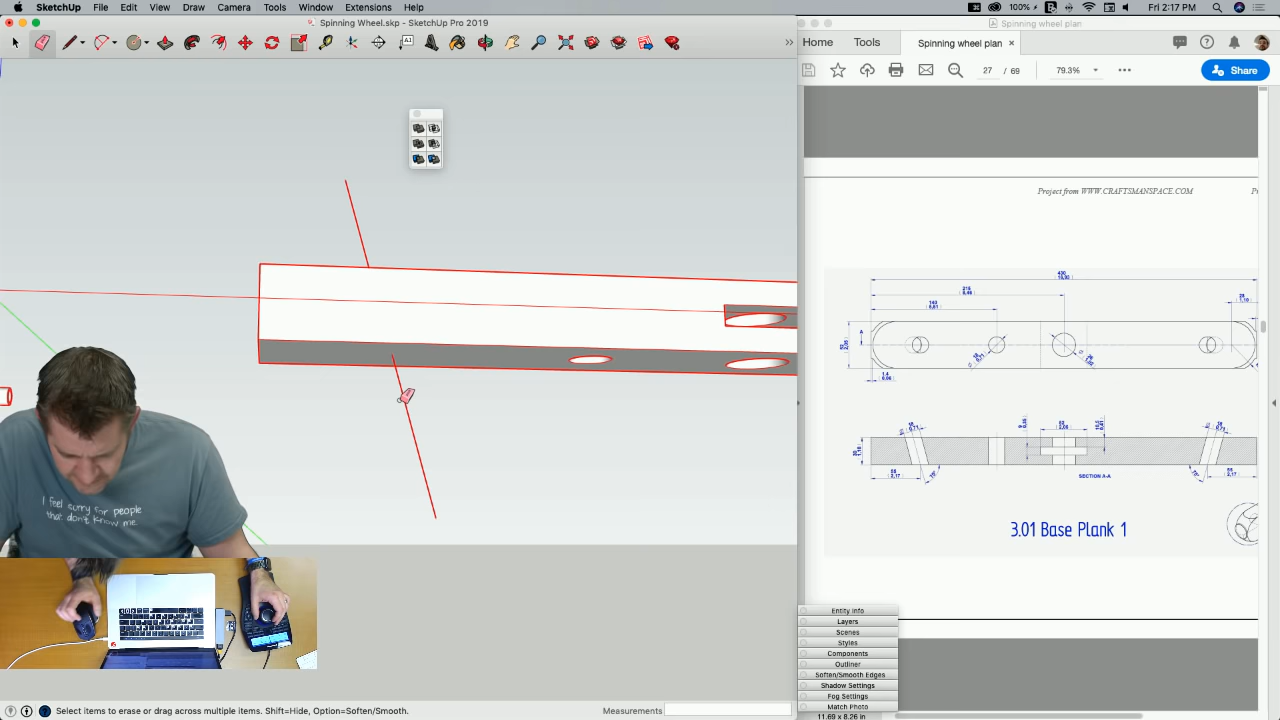 SketchUp File Edit View Draw Camera Tools Window Extensions Help
100% Fri 2:17 PM
Spinning Wheel.skp - SketchUp Pro 2019
Spinning wheel plan
Home Tools Spinning wheel plan ×
A1
»
27 / 69 79.3% Share
Project from WWW.CRAFTSMANSPACE.COM
SECTION A-A
3.01 Base Plank 1
I feel sorry for people
that don't know me.
Entity Info
Layers
Scenes
Styles
Components
Outliner
Soften/Smooth Edges
Shadow Settings
Fog Settings
Match Photo
11.69 x 8.26 in
Select items to erase or drag across multiple items. Shift=Hide, Option=Soften/Smooth.
Measurements